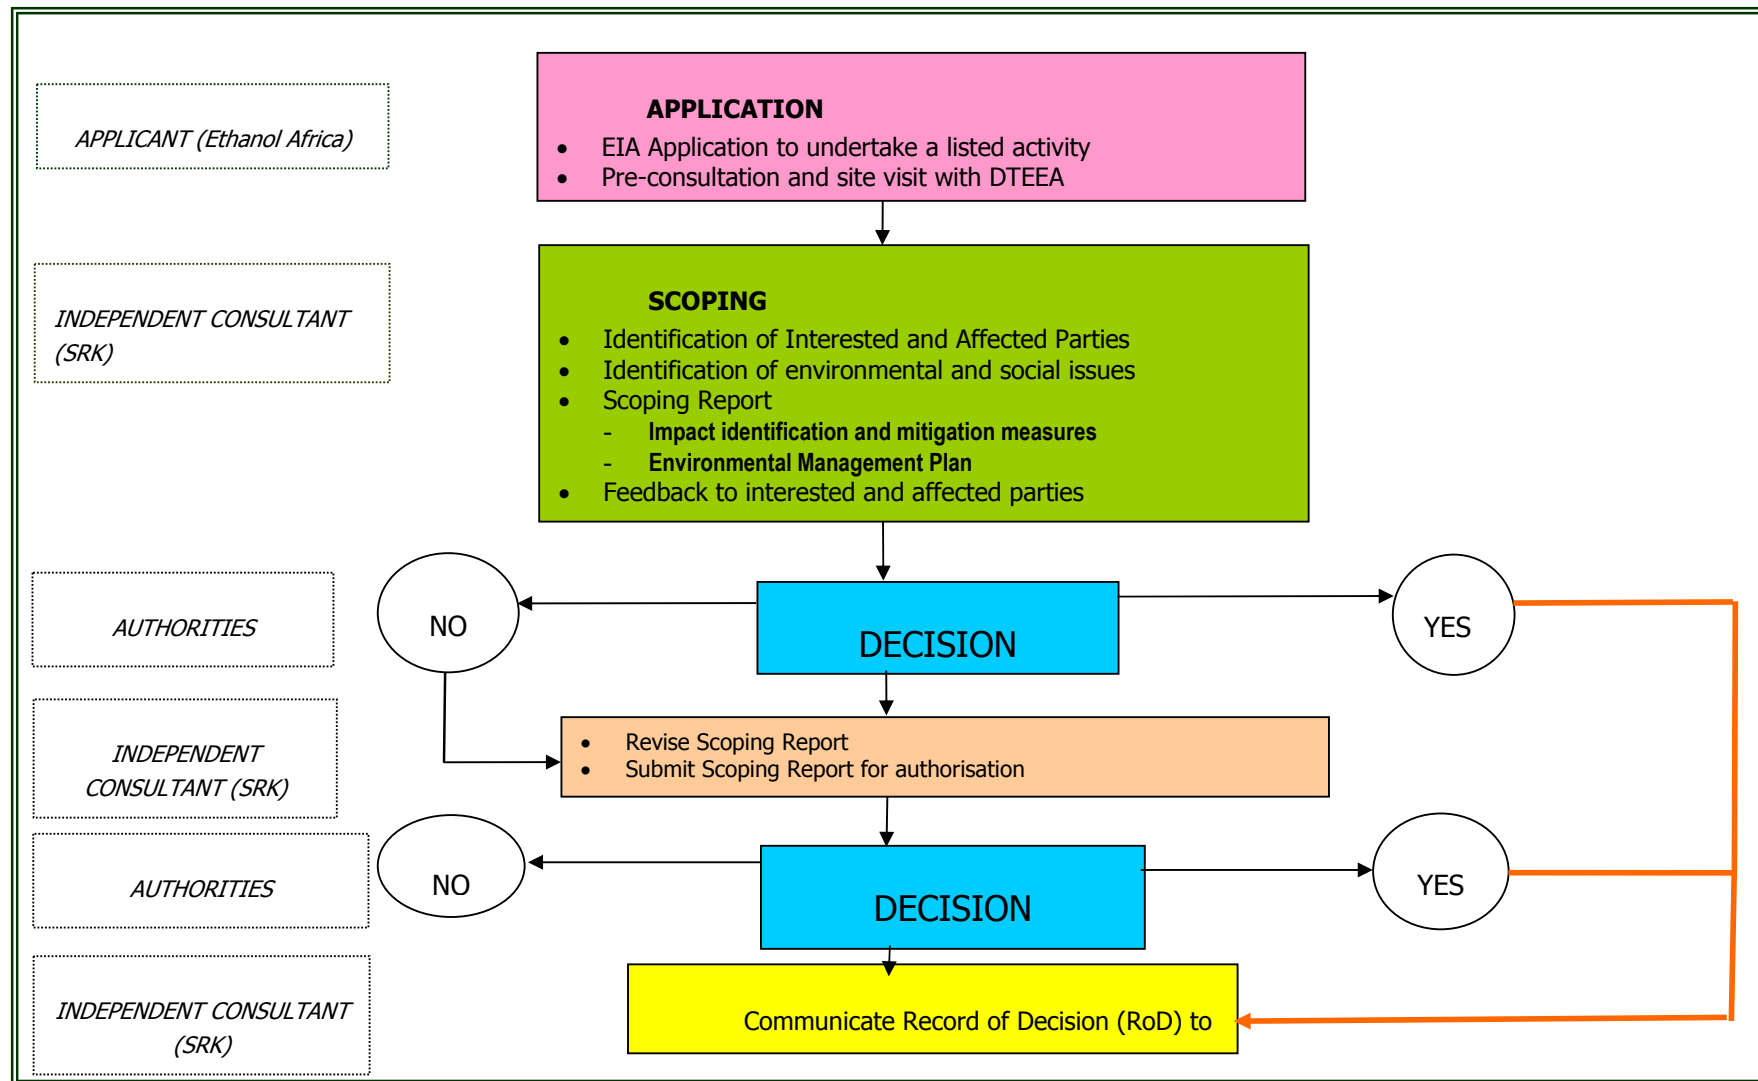 APPLICATION
APPLICANT (Ethanol Africa)
• EIA Application to undertake a listed activity
• Pre-consultation and site visit with DTEEA
SCOPING
INDEPENDENT CONSULTANT
(SRK)
• Identification of Interested and Affected Parties
• Identification of environmental and social issues
• Scoping Report
- Impact identification and mitigation measures
- Environmental Management Plan
• Feedback to interested and affected parties
AUTHORITIES
NO
DECISION
YES
INDEPENDENT
CONSULTANT (SRK)
• Revise Scoping Report
• Submit Scoping Report for authorisation
AUTHORITIES
NO
DECISION
YES
INDEPENDENT CONSULTANT
(SRK)
Communicate Record of Decision (RoD) to